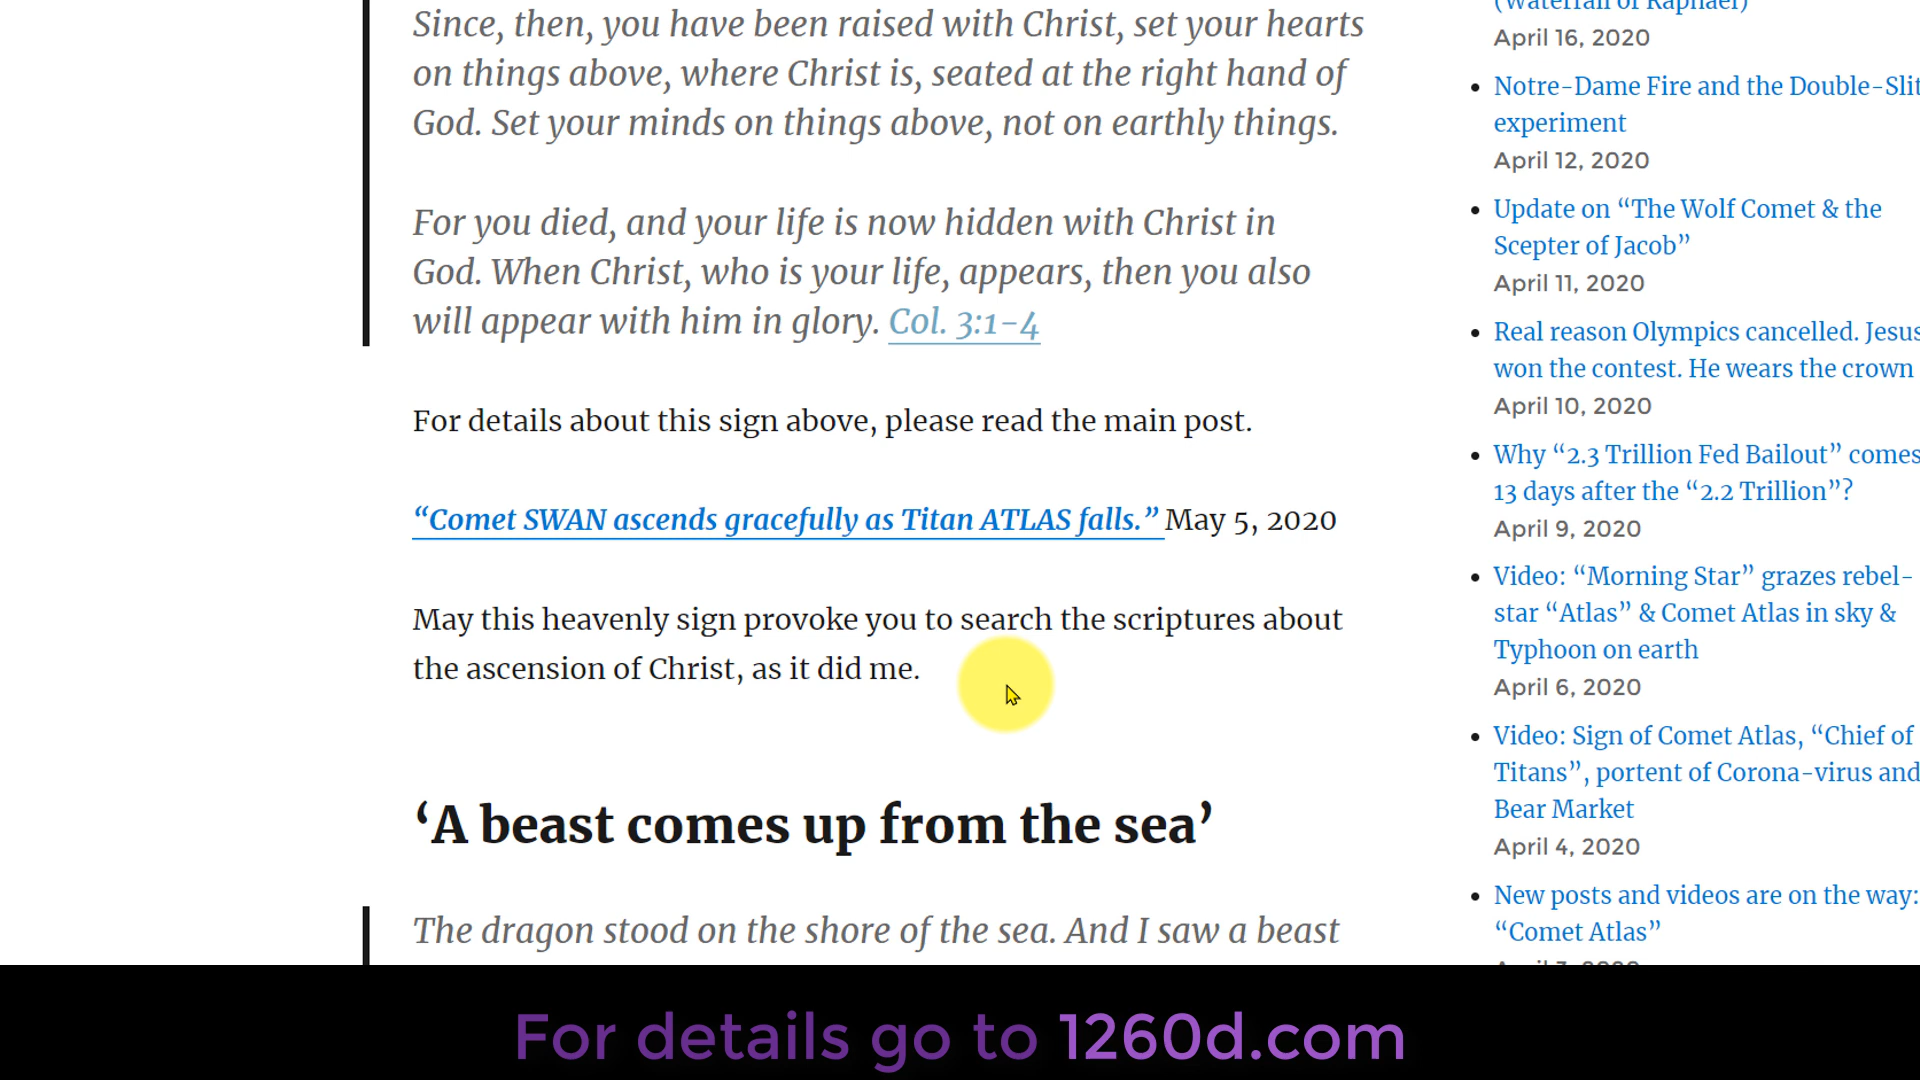 Since, then, you have been raised with Christ, set your hearts
on things above, where Christ is, seated at the right hand of
God. Set your minds on things above, not on earthly things.
For you died, and your life is now hidden with Christ in
God. When Christ, who is your life, appears, then you also
will appear with him in glory. Col. 3:1-4
For details about this sign above, please read the main post.
“Comet SWAN ascends gracefully as Titan ATLAS falls.” May 5, 2020
May this heavenly sign provoke you to search the scriptures about
the ascension of Christ, as it did me.
‘A beast comes up from the sea’
The dragon stood on the shore of the sea. And I saw a beast
(Waterfall of Raphael)
April 16, 2020
Notre-Dame Fire and the Double-Slit
experiment
April 12, 2020
Update on “The Wolf Comet & the
Scepter of Jacob”
April 11, 2020
Real reason Olympics cancelled. Jesus
won the contest. He wears the crown
April 10, 2020
Why “2.3 Trillion Fed Bailout” comes
13 days after the “2.2 Trillion”?
April 9, 2020
Video: “Morning Star” grazes rebel-
star “Atlas” & Comet Atlas in sky &
Typhoon on earth
April 6, 2020
Video: Sign of Comet Atlas, “Chief of
Titans”, portent of Corona-virus and
Bear Market
April 4, 2020
New posts and videos are on the way:
“Comet Atlas”
For details go to 1260d.com